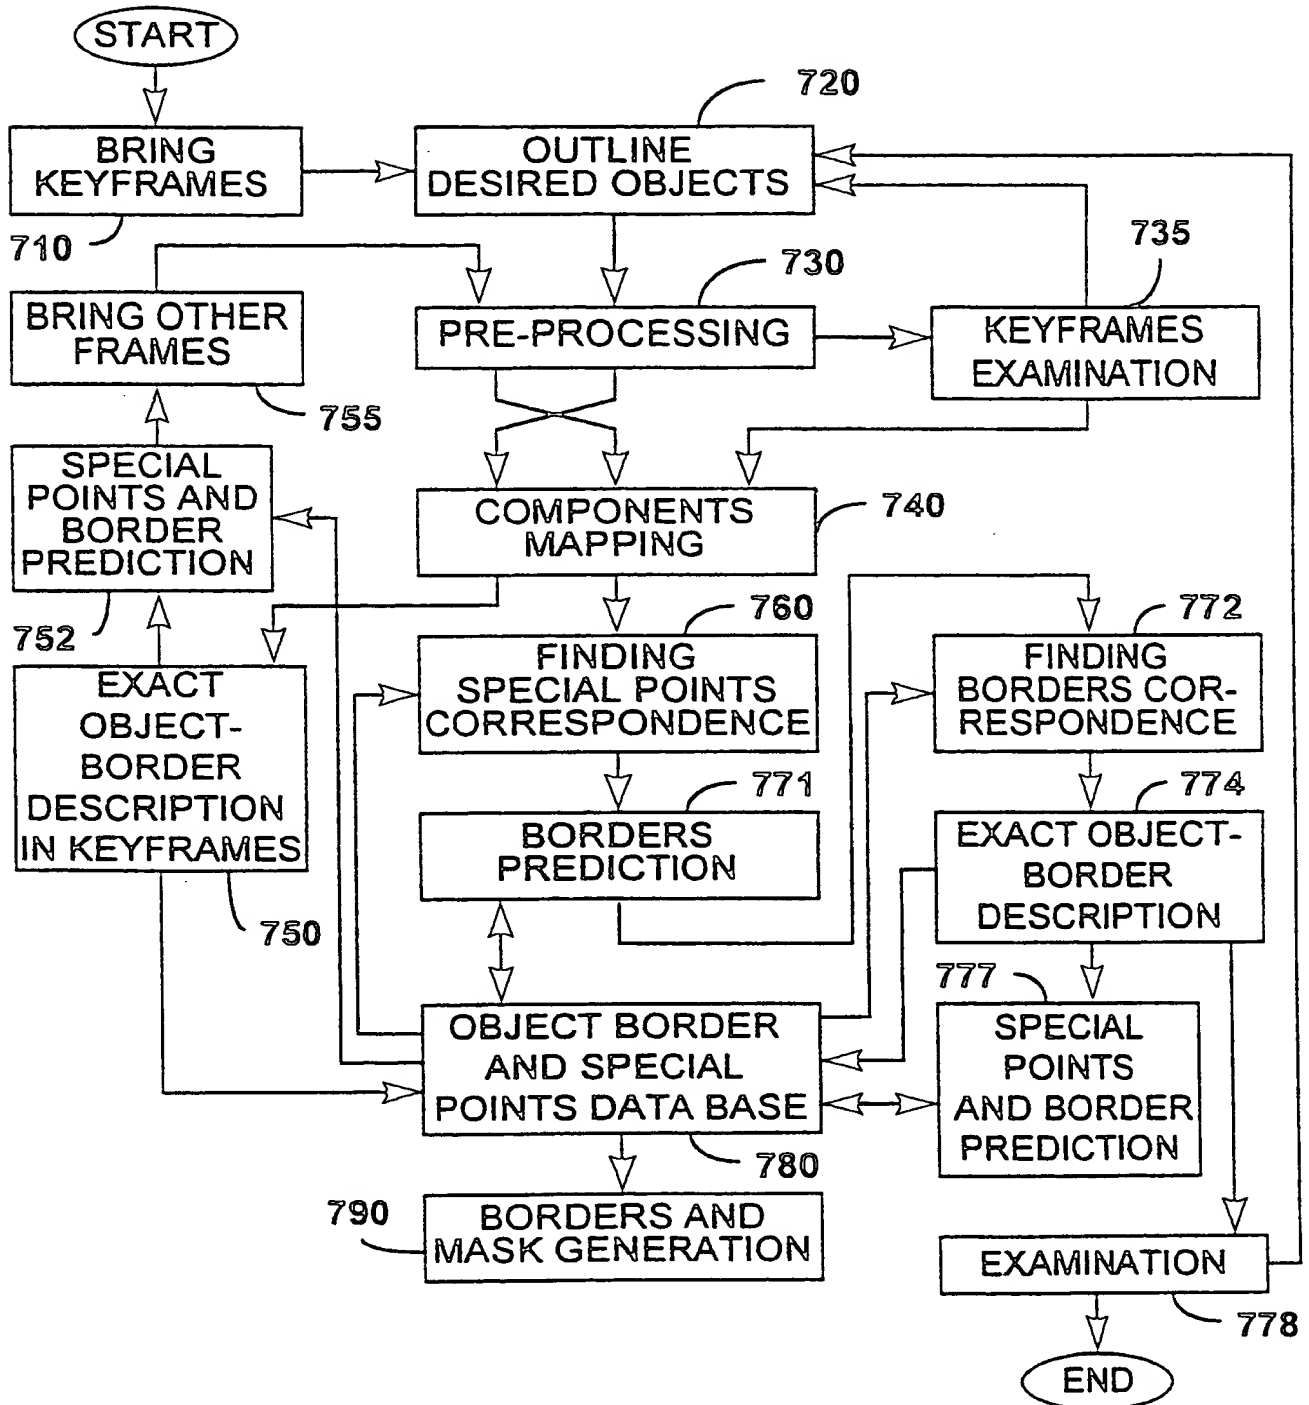 START
720
BRING
KEYFRAMES
OUTLINE
DESIRED OBJECTS
710
735
730
BRING OTHER
FRAMES
PRE-PROCESSING
KEYFRAMES
EXAMINATION
755
SPECIAL
POINTS AND
BORDER
PREDICTION
COMPONENTS
MAPPING
740
752
760
772
EXACT
OBJECT-
BORDER
DESCRIPTION
IN KEYFRAMES
FINDING
SPECIAL POINTS
CORRESPONDENCE
FINDING
BORDERS COR-
RESPONDENCE
771
774
BORDERS
PREDICTION
EXACT OBJECT-
BORDER
DESCRIPTION
750
777
OBJECT BORDER
AND SPECIAL
POINTS DATA BASE
SPECIAL
POINTS
AND BORDER
PREDICTION
780
790
BORDERS AND
MASK GENERATION
EXAMINATION
778
END